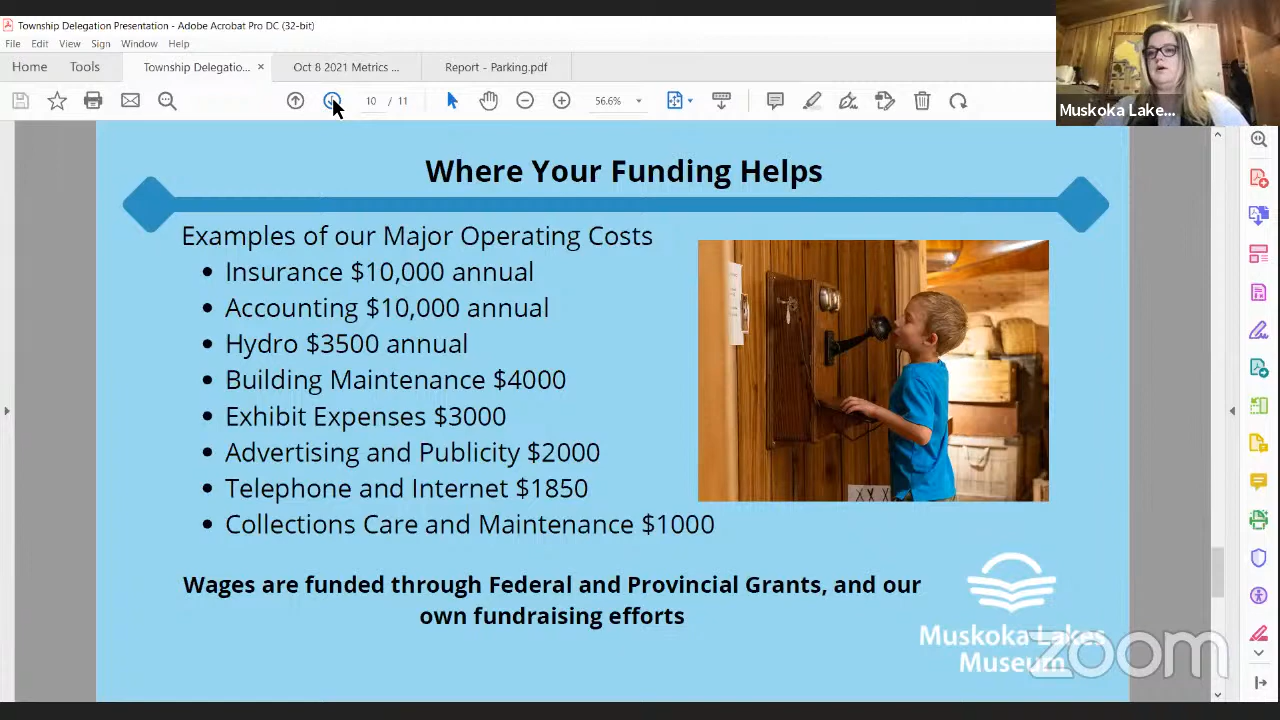 Township Delegation Presentation - Adobe Acrobat Pro DC (32-bit)
File Edit View Sign Window Help
Home Tools Township Delegatio... × Oct 8 2021 Metrics ... Report - Parking.pdf
10 / 11 56.6%
Muskoka Lake...
Where Your Funding Helps
Examples of our Major Operating Costs
• Insurance $10,000 annual
• Accounting $10,000 annual
• Hydro $3500 annual
• Building Maintenance $4000
• Exhibit Expenses $3000
• Advertising and Publicity $2000
• Telephone and Internet $1850
• Collections Care and Maintenance $1000
Wages are funded through Federal and Provincial Grants, and our
own fundraising efforts
Muskoka Lakes
Museum
zoom